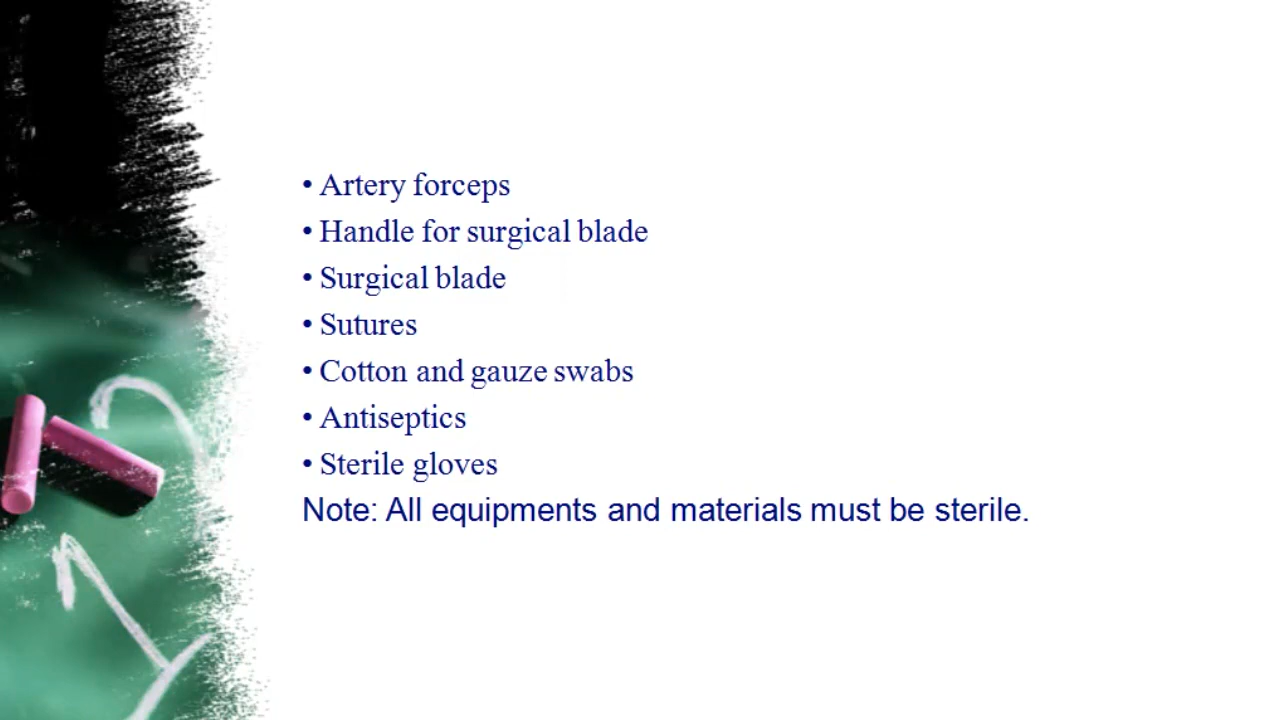 • Artery forceps
• Handle for surgical blade
• Surgical blade
• Sutures
• Cotton and gauze swabs
• Antiseptics
• Sterile gloves
Note: All equipments and materials must be sterile.